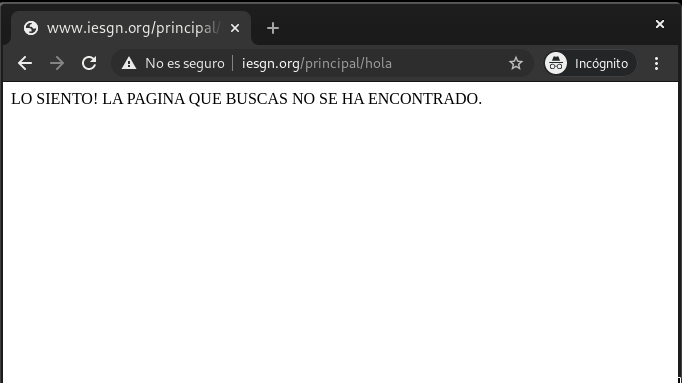 www.iesgn.org/principal/
No es seguro
iesgn.org/principal/hola
Incógnito
LO SIENTO! LA PAGINA QUE BUSCAS NO SE HA ENCONTRADO.